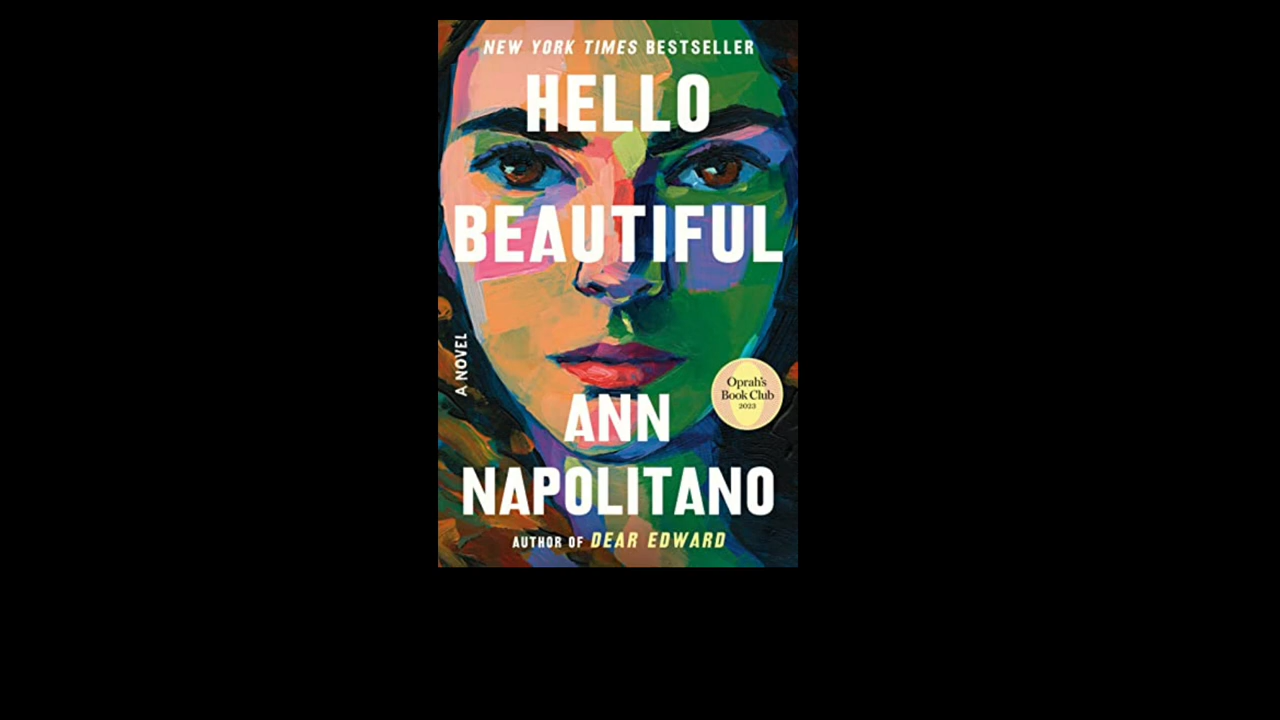 NEW YORK TIMES BESTSELLER
HELLO
BEAUTIFUL
A NOVEL
Oprah's
Book Club
2023
ANN
NAPOLITANO
AUTHOR OF DEAR EDWARD